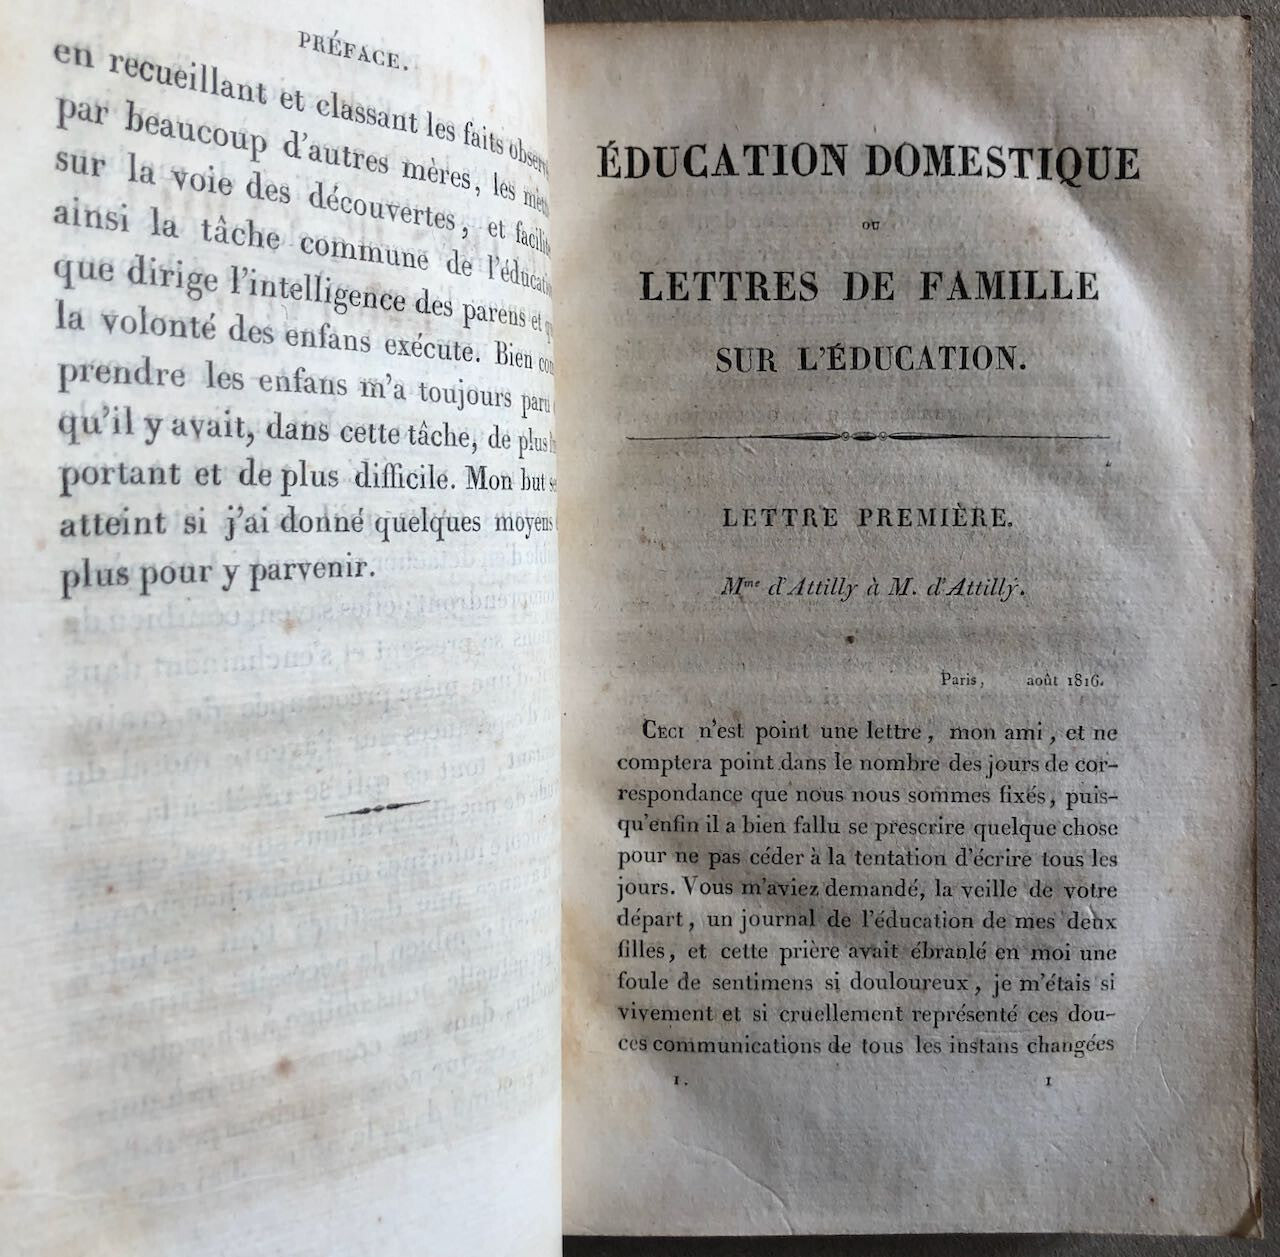 PRÉFACE.
en recueillant et classant les faits
par beaucoup d'autres mères, les
sur la voie des découvertes, et
ainsi la tâche commune de
que dirige l'intelligence des parens et
la volonté des enfans exécute. Bien
prendre les enfans m'a toujours
qu'il y avait, dans cette tâche, de plus
portant et de plus difficile. Mon but
atteint si j'ai donné quelques moyens
plus pour y parvenir.
ÉDUCATION DOMESTIQUE
OU
LETTRES DE FAMILLE
SUR L'ÉDUCATION.
LETTRE PREMIÈRE.
Mme d'Attilly à M. d'Attilly.
Paris, août 1816.
CECI n'est point une lettre, mon ami, et ne
comptera point dans le nombre des jours de cor-
respondance que nous nous sommes fixés, puis-
qu'enfin il a bien fallu se prescrire quelque chose
pour ne pas céder à la tentation d'écrire tous les
jours. Vous m'aviez demandé, la veille de votre
départ, un journal de l'éducation de mes deux
filles, et cette prière avait ébranlé en moi une
foule de sentimens si douloureux, je m'étais si
vivement et si cruellement représenté ces dou-
ces communications de tous les instans changées
1. 1